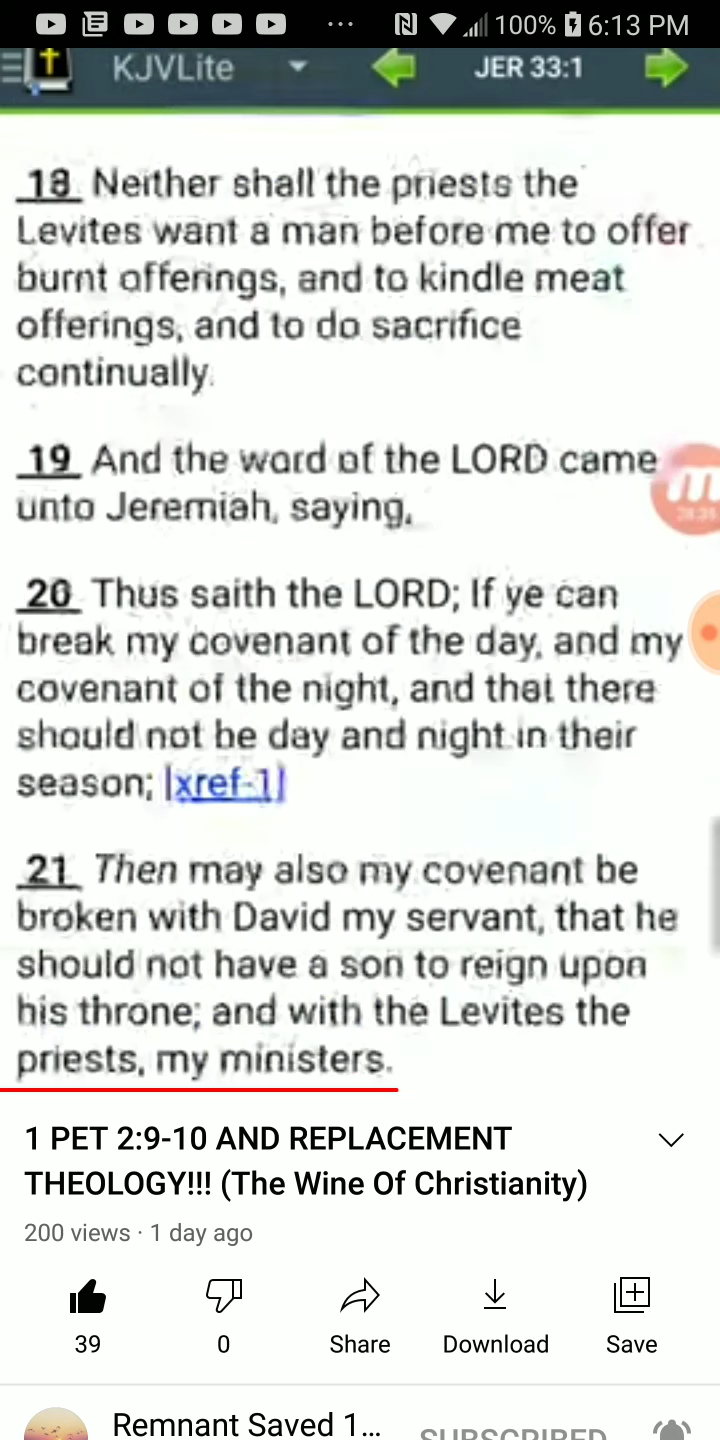 100% 6:13 PM
KJVLite JER 33:1
18 Neither shall the priests the
Levites want a man before me to offer
burnt offerings, and to kindle meat
offerings, and to do sacrifice
continually.
19 And the word of the LORD came
unto Jeremiah, saying,
20 Thus saith the LORD; If ye can
break my covenant of the day, and my
covenant of the night, and that there
should not be day and night in their
season; [xref-1]
21 Then may also my covenant be
broken with David my servant, that he
should not have a son to reign upon
his throne; and with the Levites the
priests, my ministers.
1 PET 2:9-10 AND REPLACEMENT
THEOLOGY!!! (The Wine Of Christianity)
200 views · 1 day ago
39 0 Share Download Save
Remnant Saved 1... SUBSCRIBED